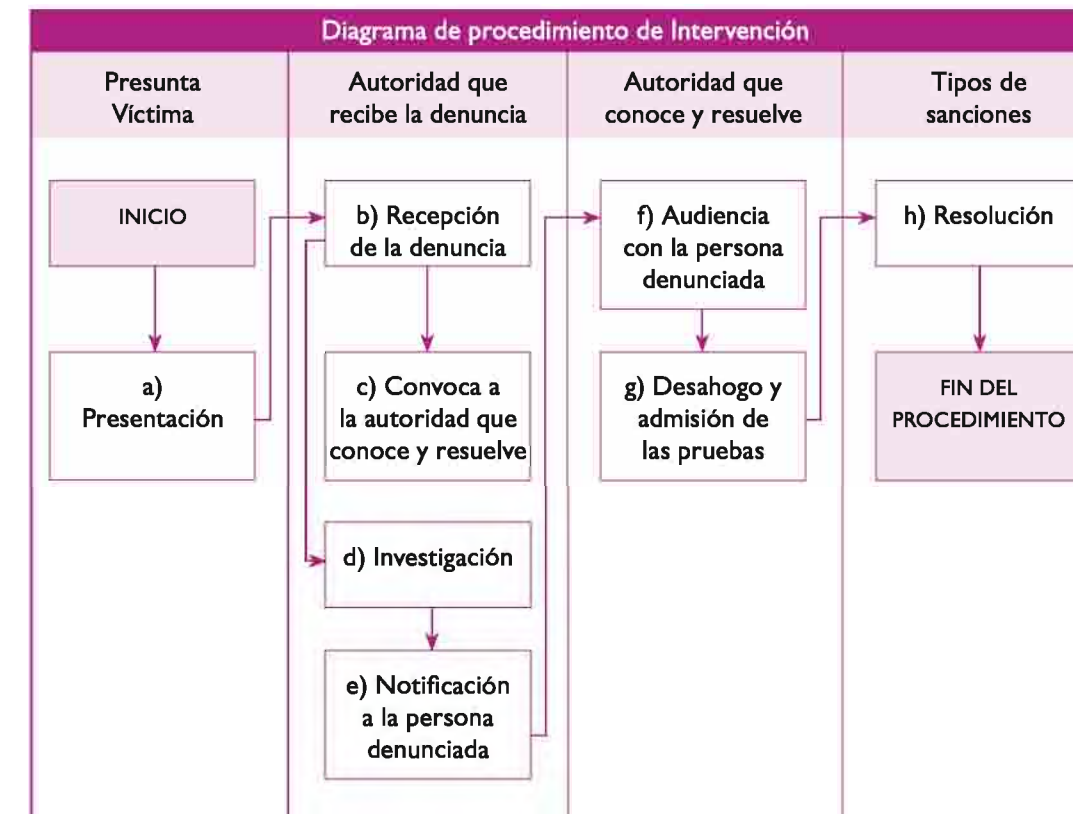 Diagrama de procedimiento de Intervención
Presunta
Víctima
Autoridad que
recibe la denuncia
Autoridad que
conoce y resuelve
Tipos de
sanciones
INICIO
a)
Presentación
b) Recepción
de la denuncia
c) Convoca a
la autoridad que
conoce y resuelve
d) Investigación
e) Notificación
a la persona
denunciada
f) Audiencia
con la persona
denunciada
g) Desahogo y
admisión de
las pruebas
h) Resolución
FIN DEL
PROCEDIMIENTO